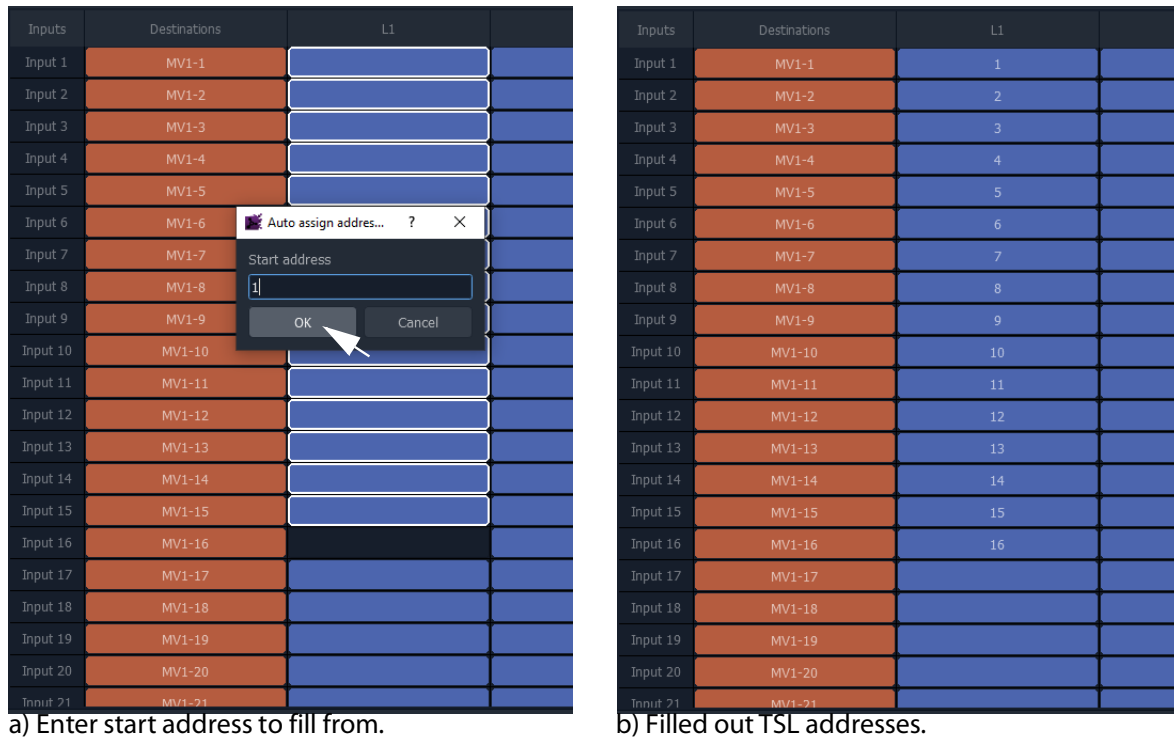 Inputs Destinations L1
Input 1 MV1-1
Input 2 MV1-2
Input 3 MV1-3
Input 4 MV1-4
Input 5 MV1-5
Input 6 MV1-6
Input 7 MV1-7
Input 8 MV1-8
Input 9 MV1-9
Input 10 MV1-10
Input 11 MV1-11
Input 12 MV1-12
Input 13 MV1-13
Input 14 MV1-14
Input 15 MV1-15
Input 16 MV1-16
Input 17 MV1-17
Input 18 MV1-18
Input 19 MV1-19
Input 20 MV1-20
Input 21 MV1-21
Auto assign addres... ? X
Start address
1
OK Cancel
a) Enter start address to fill from.
Inputs Destinations L1
Input 1 MV1-1 1
Input 2 MV1-2 2
Input 3 MV1-3 3
Input 4 MV1-4 4
Input 5 MV1-5 5
Input 6 MV1-6 6
Input 7 MV1-7 7
Input 8 MV1-8 8
Input 9 MV1-9 9
Input 10 MV1-10 10
Input 11 MV1-11 11
Input 12 MV1-12 12
Input 13 MV1-13 13
Input 14 MV1-14 14
Input 15 MV1-15 15
Input 16 MV1-16 16
Input 17 MV1-17
Input 18 MV1-18
Input 19 MV1-19
Input 20 MV1-20
Input 21 MV1-21
b) Filled out TSL addresses.